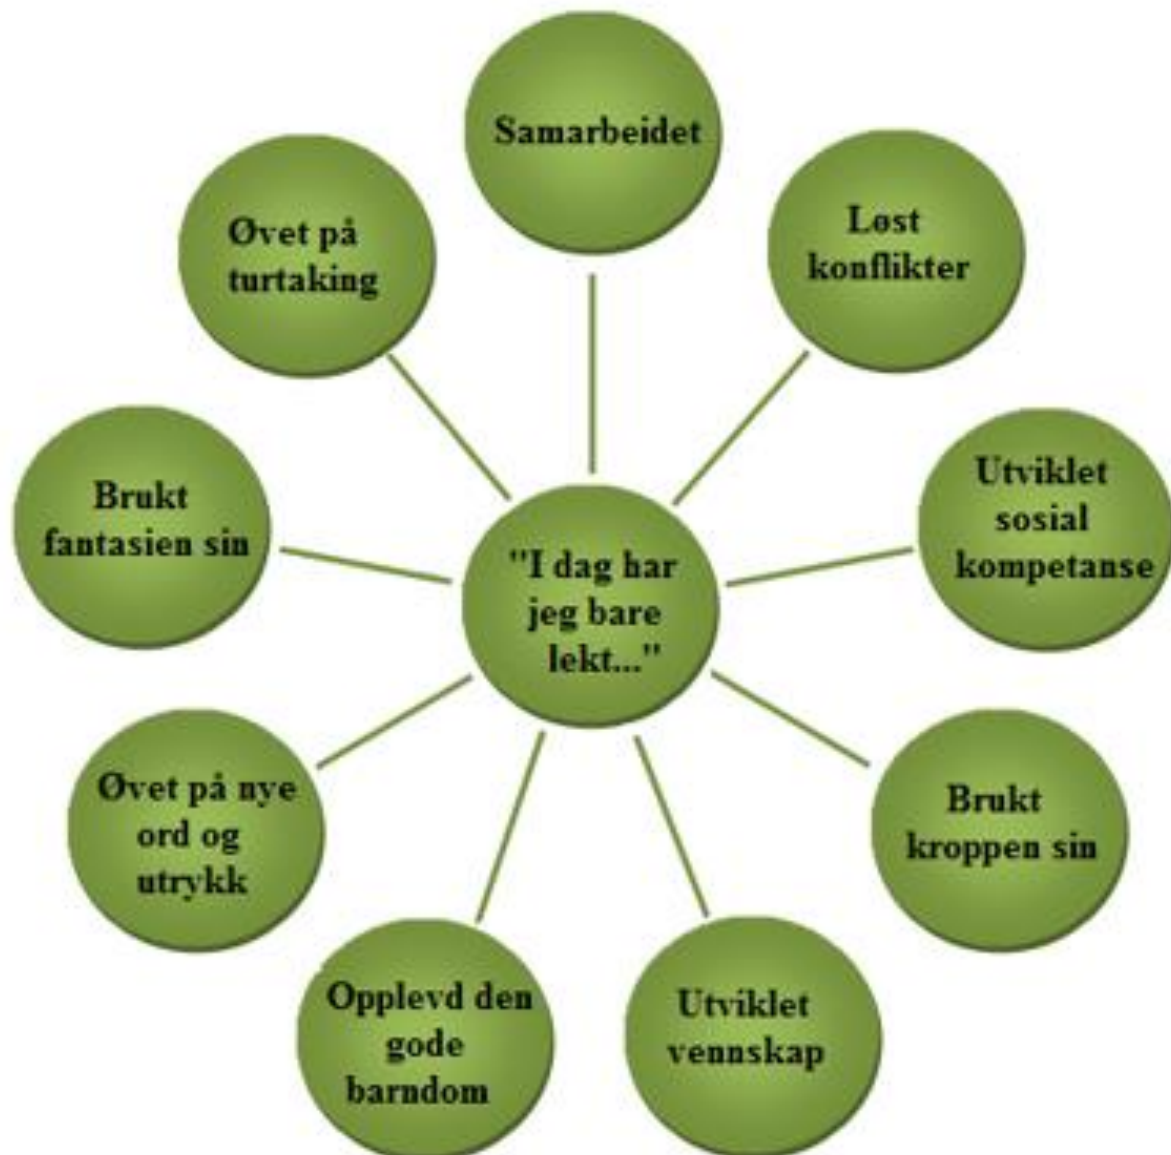 Samarbeidet
Løst
konflikter
Utviklet
sosial
kompetanse
Brukt
kroppen sin
Utviklet
vennskap
Opplevd den
gode
barndom
Øvet på nye
ord og
utrykk
Brukt
fantasien sin
Øvet på
turtaking
"I dag har
jeg bare
lekt..."